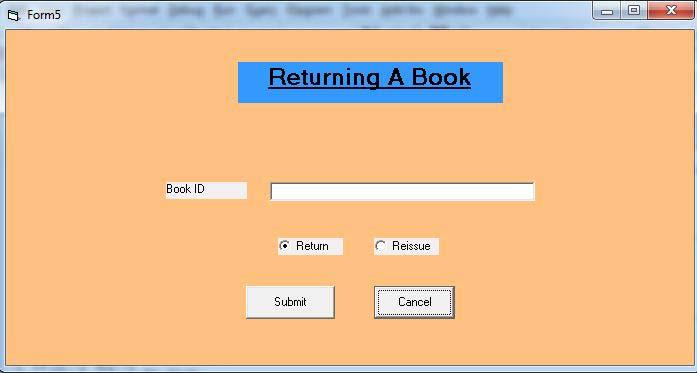 Form5
Returning A Book
Book ID
Return Reissue
Submit Cancel